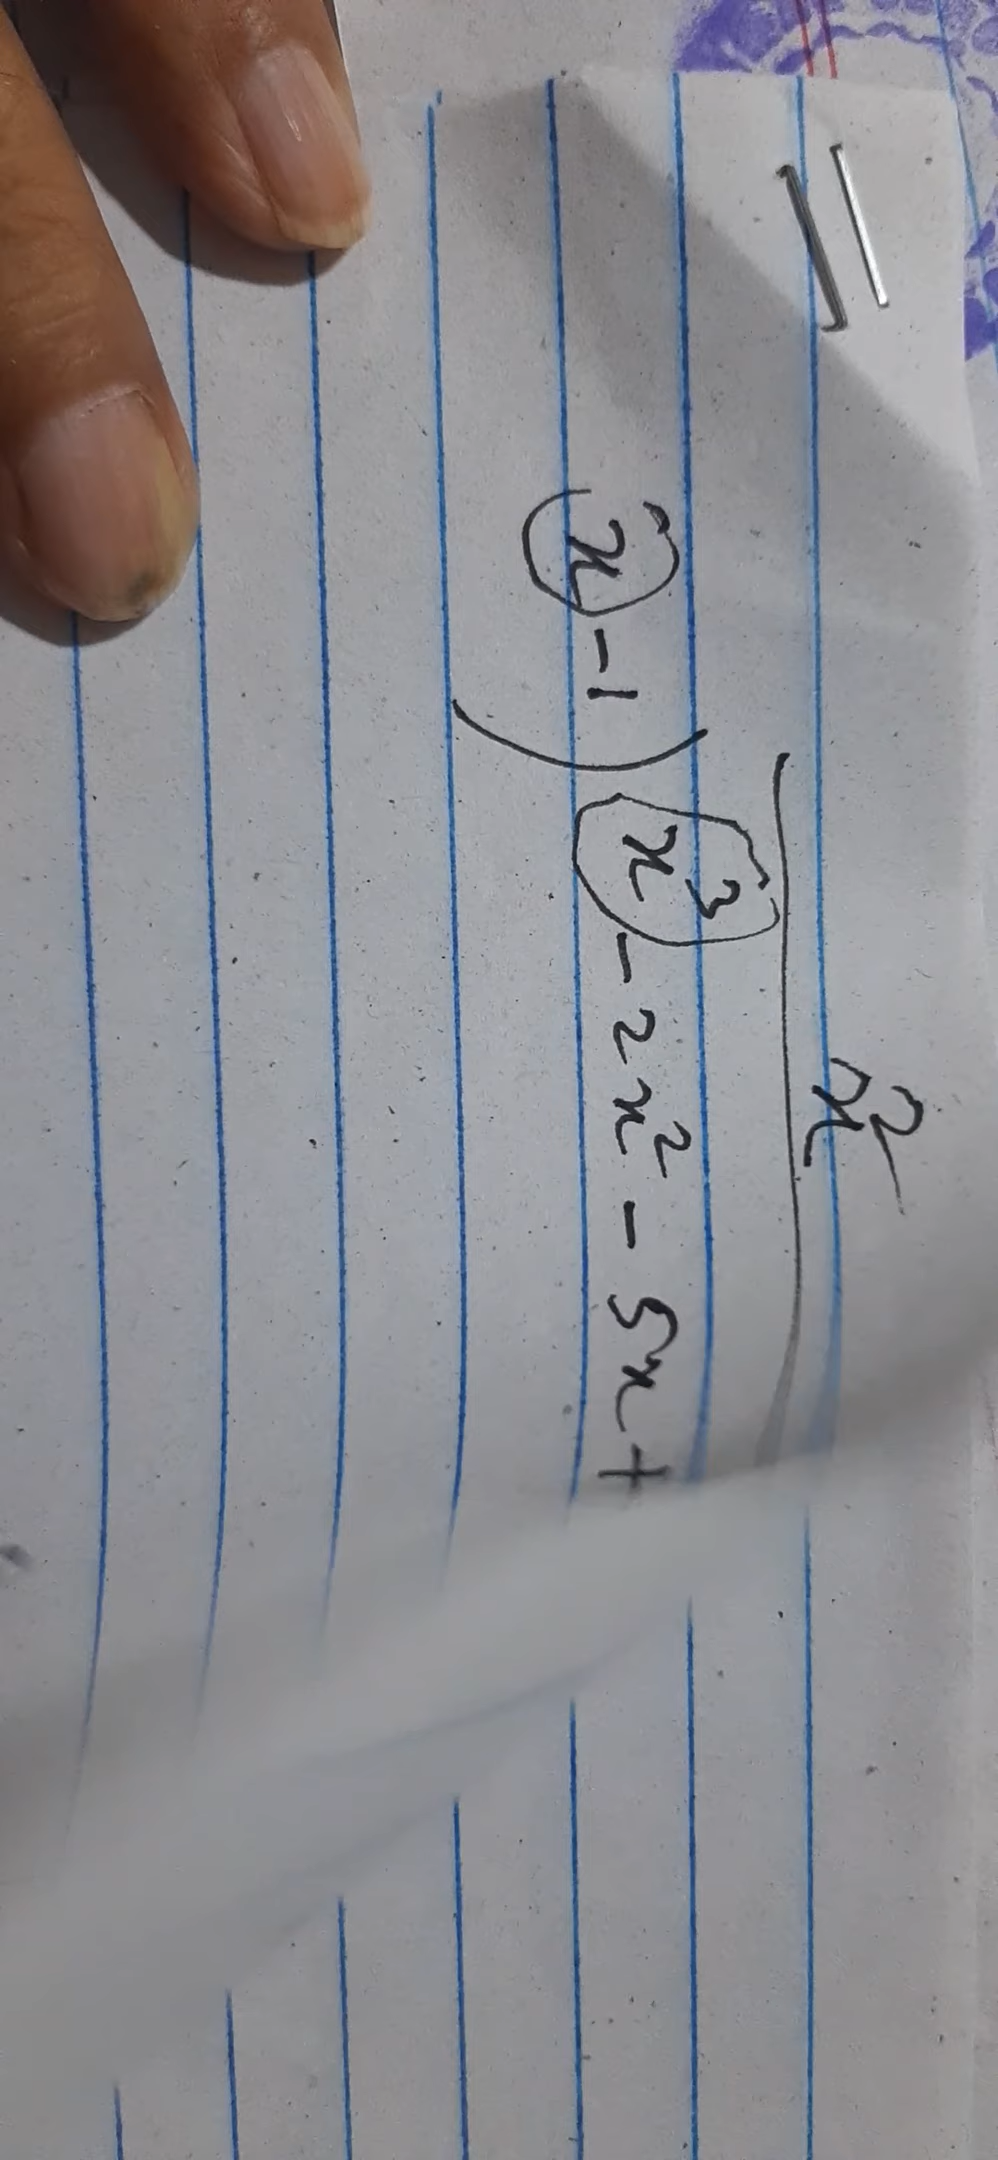 x²
x - 1 ) x³ - 2x² - 5x +